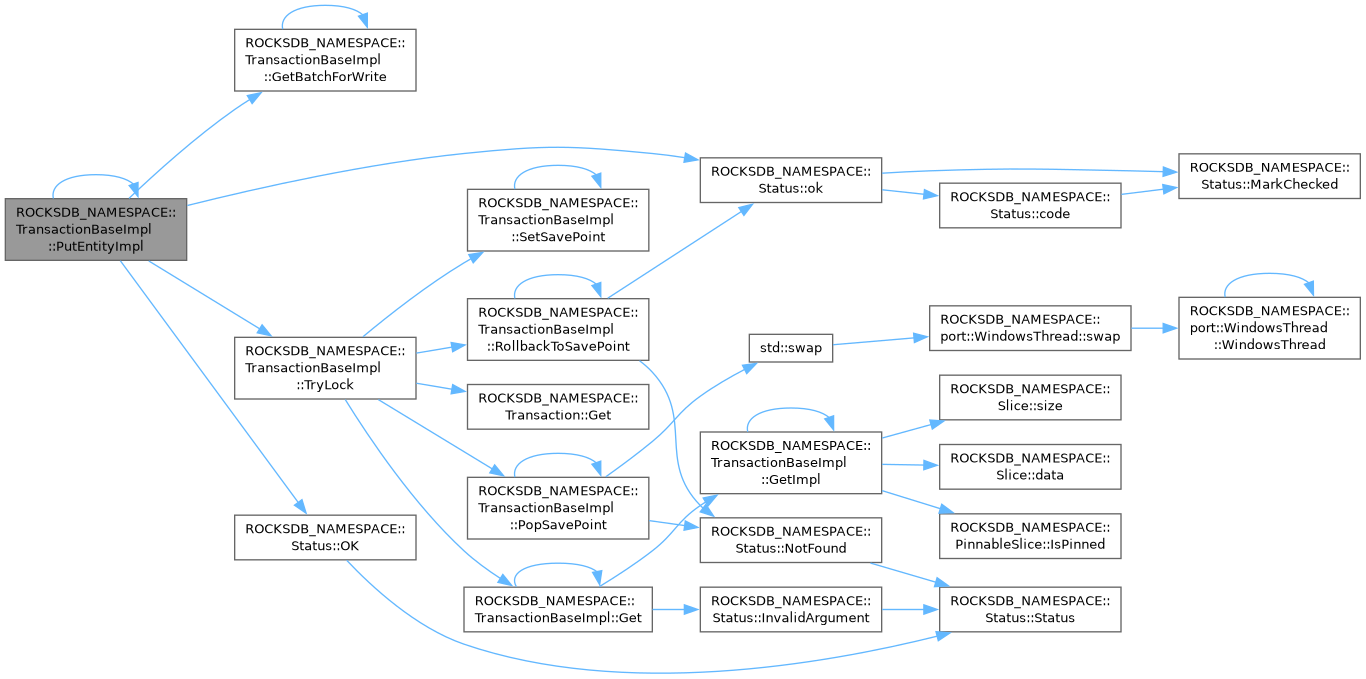 ROCKSDB_NAMESPACE::
TransactionBaseImpl
::PutEntityImpl
ROCKSDB_NAMESPACE::
TransactionBaseImpl
::GetBatchForWrite
ROCKSDB_NAMESPACE::
TransactionBaseImpl
::TryLock
ROCKSDB_NAMESPACE::
Status::OK
ROCKSDB_NAMESPACE::
TransactionBaseImpl
::SetSavePoint
ROCKSDB_NAMESPACE::
TransactionBaseImpl
::RollbackToSavePoint
ROCKSDB_NAMESPACE::
Transaction::Get
ROCKSDB_NAMESPACE::
TransactionBaseImpl
::PopSavePoint
ROCKSDB_NAMESPACE::
TransactionBaseImpl::Get
ROCKSDB_NAMESPACE::
Status::ok
std::swap
ROCKSDB_NAMESPACE::
TransactionBaseImpl
::GetImpl
ROCKSDB_NAMESPACE::
Status::NotFound
ROCKSDB_NAMESPACE::
Status::InvalidArgument
ROCKSDB_NAMESPACE::
Status::code
ROCKSDB_NAMESPACE::
port::WindowsThread::swap
ROCKSDB_NAMESPACE::
Slice::size
ROCKSDB_NAMESPACE::
Slice::data
ROCKSDB_NAMESPACE::
PinnableSlice::IsPinned
ROCKSDB_NAMESPACE::
Status::Status
ROCKSDB_NAMESPACE::
Status::MarkChecked
ROCKSDB_NAMESPACE::
port::WindowsThread
::WindowsThread